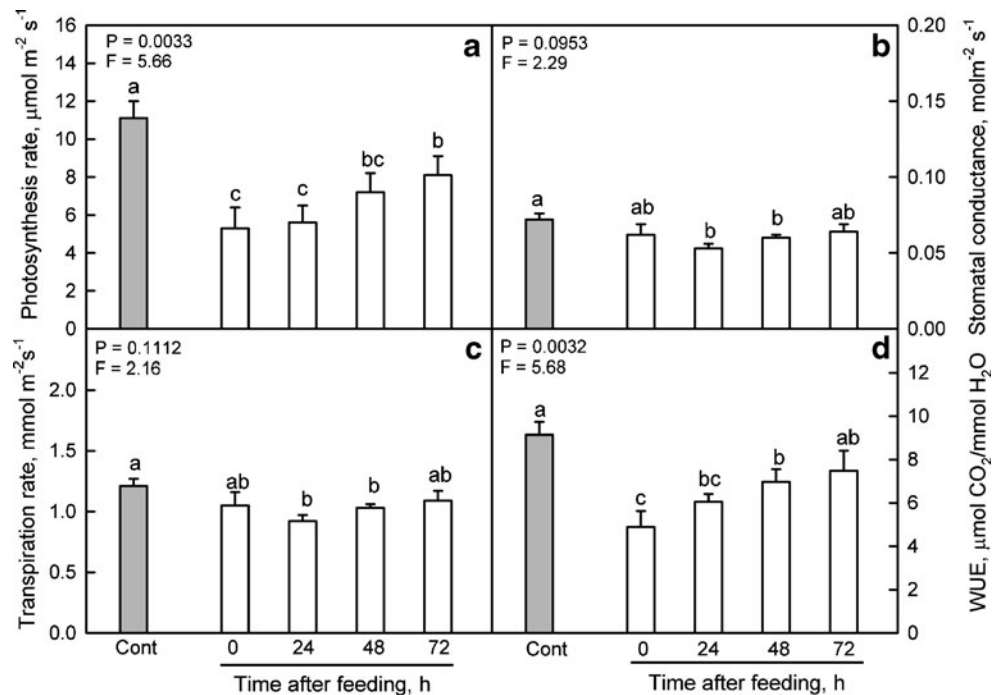 Photosynthesis rate, μmol m⁻² s⁻¹
16
14
12
10
8
6
4
2
0
P = 0.0033
F = 5.66
a
a
c
c
bc
b
P = 0.0953
F = 2.29
b
a
ab
b
b
ab
0.20
0.15
0.10
0.05
0.00
Stomatal conductance, molm⁻² s⁻¹
Transpiration rate, mmol m⁻²s⁻¹
2.0
1.5
1.0
0.5
0.0
P = 0.1112
F = 2.16
c
a
ab
b
b
ab
P = 0.0032
F = 5.68
d
a
c
bc
b
ab
12
10
8
6
4
2
0
WUE, μmol CO₂/mmol H₂O
Cont 0 24 48 72
Time after feeding, h
Cont 0 24 48 72
Time after feeding, h